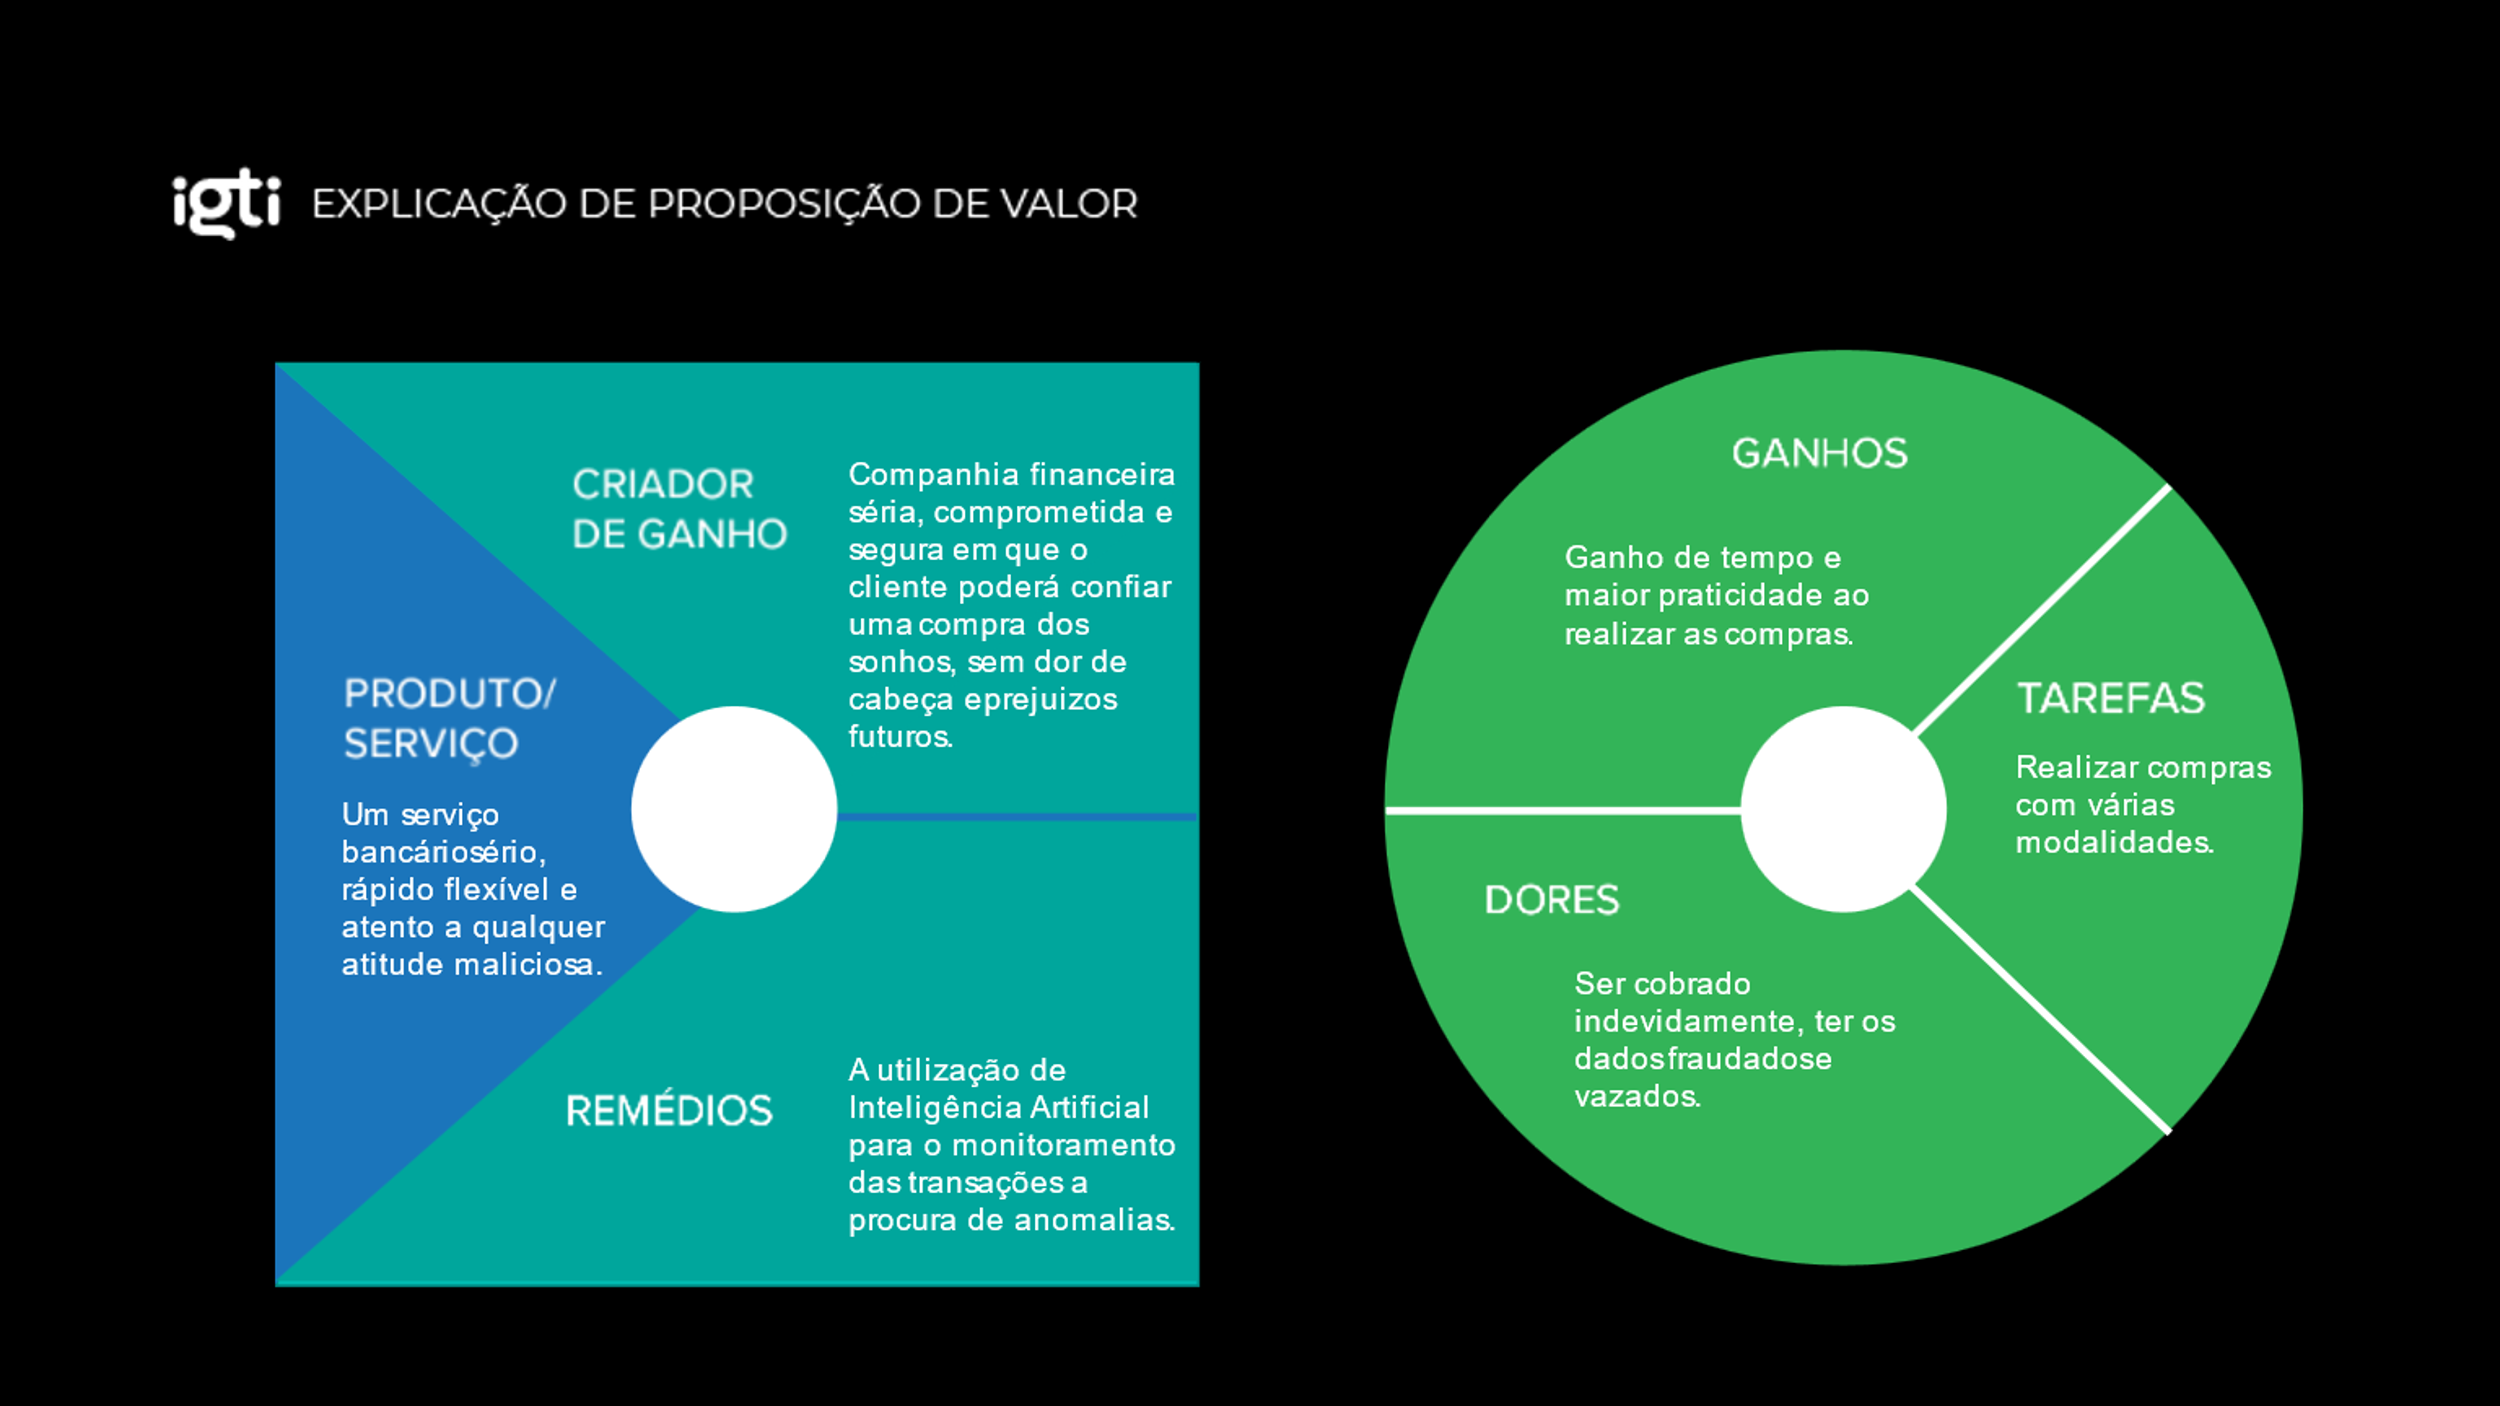 igti EXPLICAÇÃO DE PROPOSIÇÃO DE VALOR
CRIADOR
DE GANHO
Companhia financeira
séria, comprometida e
segura em que o
cliente poderá confiar
uma compra dos
sonhos, sem dor de
cabeça eprejuizos
futuros.
PRODUTO/
SERVIÇO
Um serviço
bancáriosério,
rápido flexível e
atento a qualquer
atitude maliciosa.
REMÉDIOS
A utilização de
Inteligência Artificial
para o monitoramento
das transações a
procura de anomalias.
GANHOS
Ganho de tempo e
maior praticidade ao
realizar as compras.
TAREFAS
Realizar compras
com várias
modalidades.
DORES
Ser cobrado
indevidamente, ter os
dadosfraudadose
vazados.